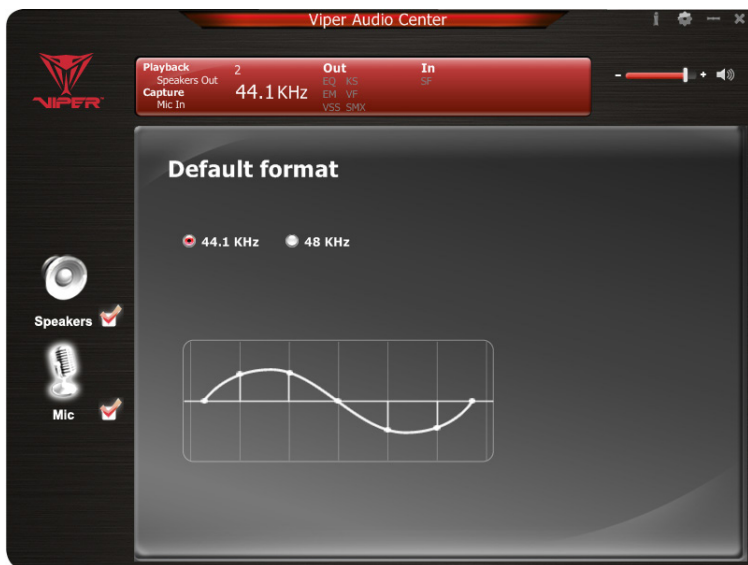 Viper Audio Center
VIPER
Playback 2 Out In
Speakers Out EQ KS SF
Capture 44.1 KHz EM VF
Mic In VSS SMX
- +
Default format
44.1 KHz 48 KHz
Speakers
Mic